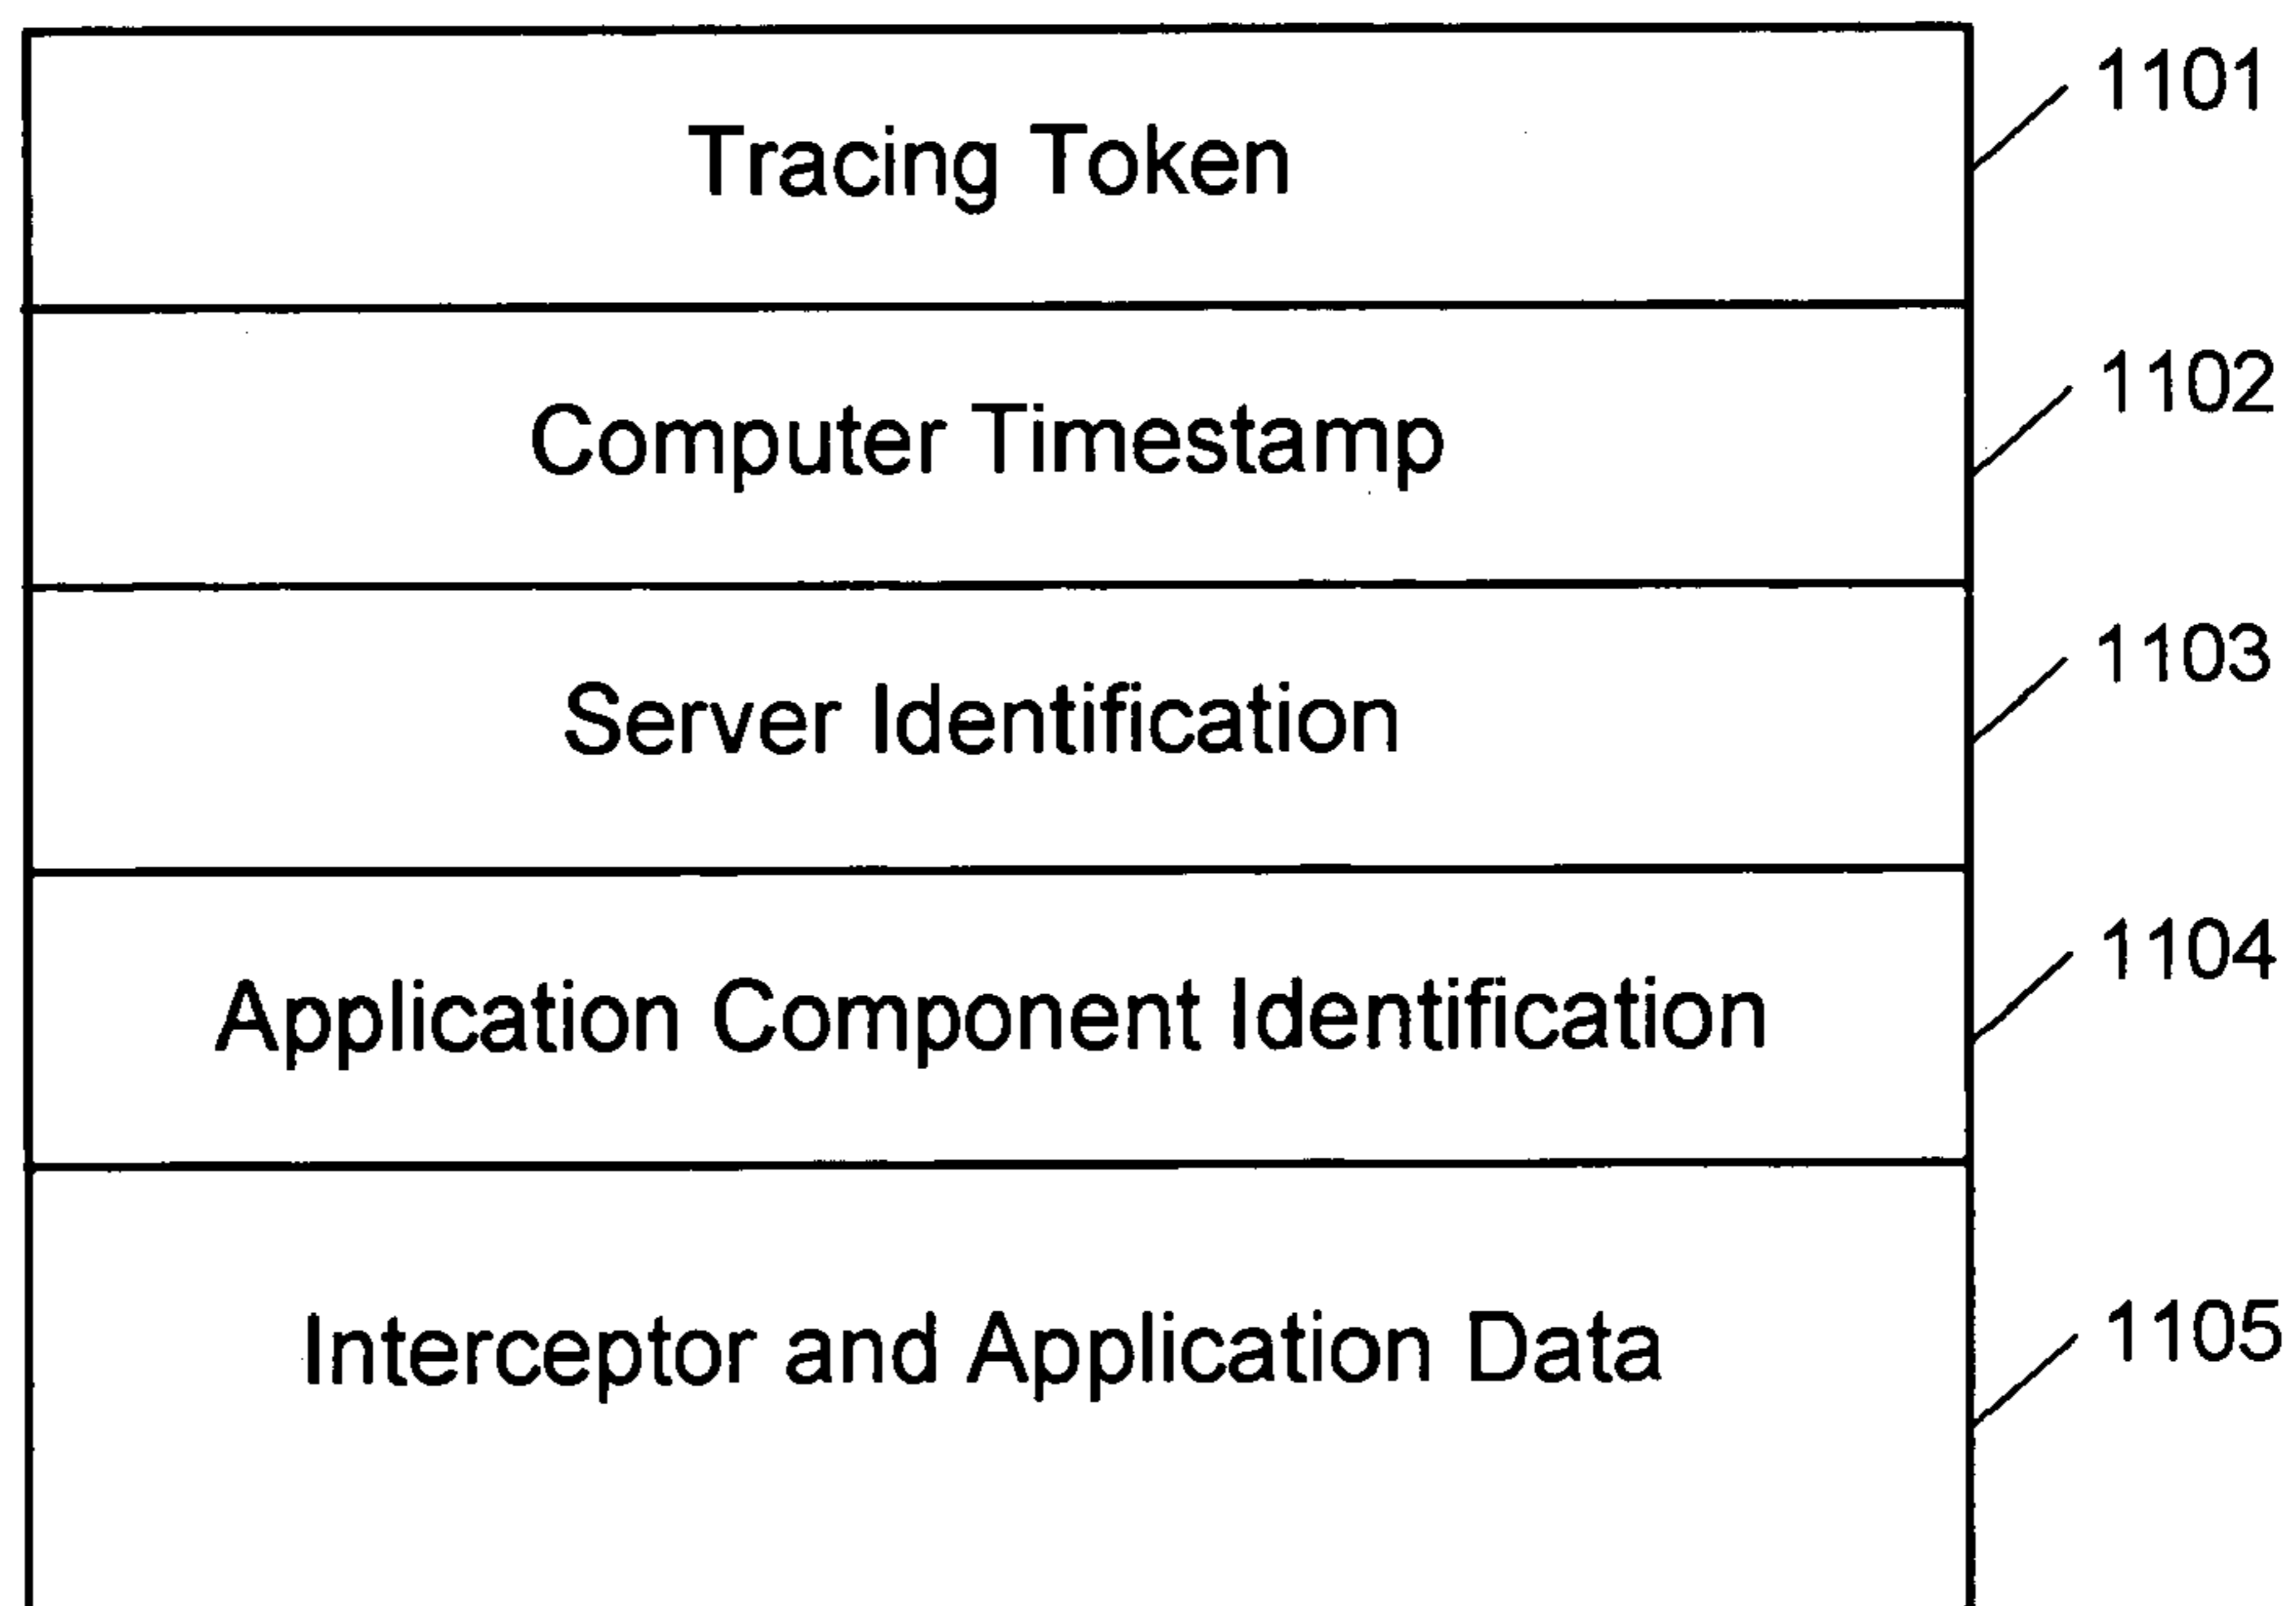 Tracing Token
1101
Computer Timestamp
1102
Server Identification
1103
Application Component Identification
1104
Interceptor and Application Data
1105